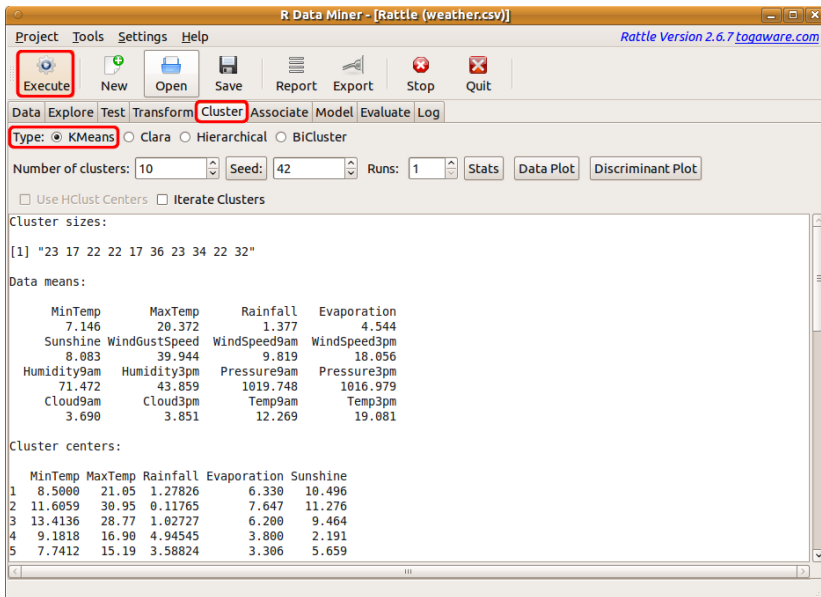 R Data Miner - [Rattle (weather.csv)]
Project Tools Settings Help Rattle Version 2.6.7 togaware.com
Execute New Open Save Report Export Stop Quit
Data Explore Test Transform Cluster Associate Model Evaluate Log
Type: KMeans Clara Hierarchical BiCluster
Number of clusters: 10 Seed: 42 Runs: 1 Stats Data Plot Discriminant Plot
Use HClust Centers Iterate Clusters
Cluster sizes:
[1] "23 17 22 22 17 36 23 34 22 32"
Data means:
MinTemp MaxTemp Rainfall Evaporation
7.146 20.372 1.377 4.544
Sunshine WindGustSpeed WindSpeed9am WindSpeed3pm
8.083 39.944 9.819 18.056
Humidity9am Humidity3pm Pressure9am Pressure3pm
71.472 43.859 1019.748 1016.979
Cloud9am Cloud3pm Temp9am Temp3pm
3.690 3.851 12.269 19.081
Cluster centers:
MinTemp MaxTemp Rainfall Evaporation Sunshine
1 8.5000 21.05 1.27826 6.330 10.496
2 11.6059 30.95 0.11765 7.647 11.276
3 13.4136 28.77 1.02727 6.200 9.464
4 9.1818 16.90 4.94545 3.800 2.191
5 7.7412 15.19 3.58824 3.306 5.659